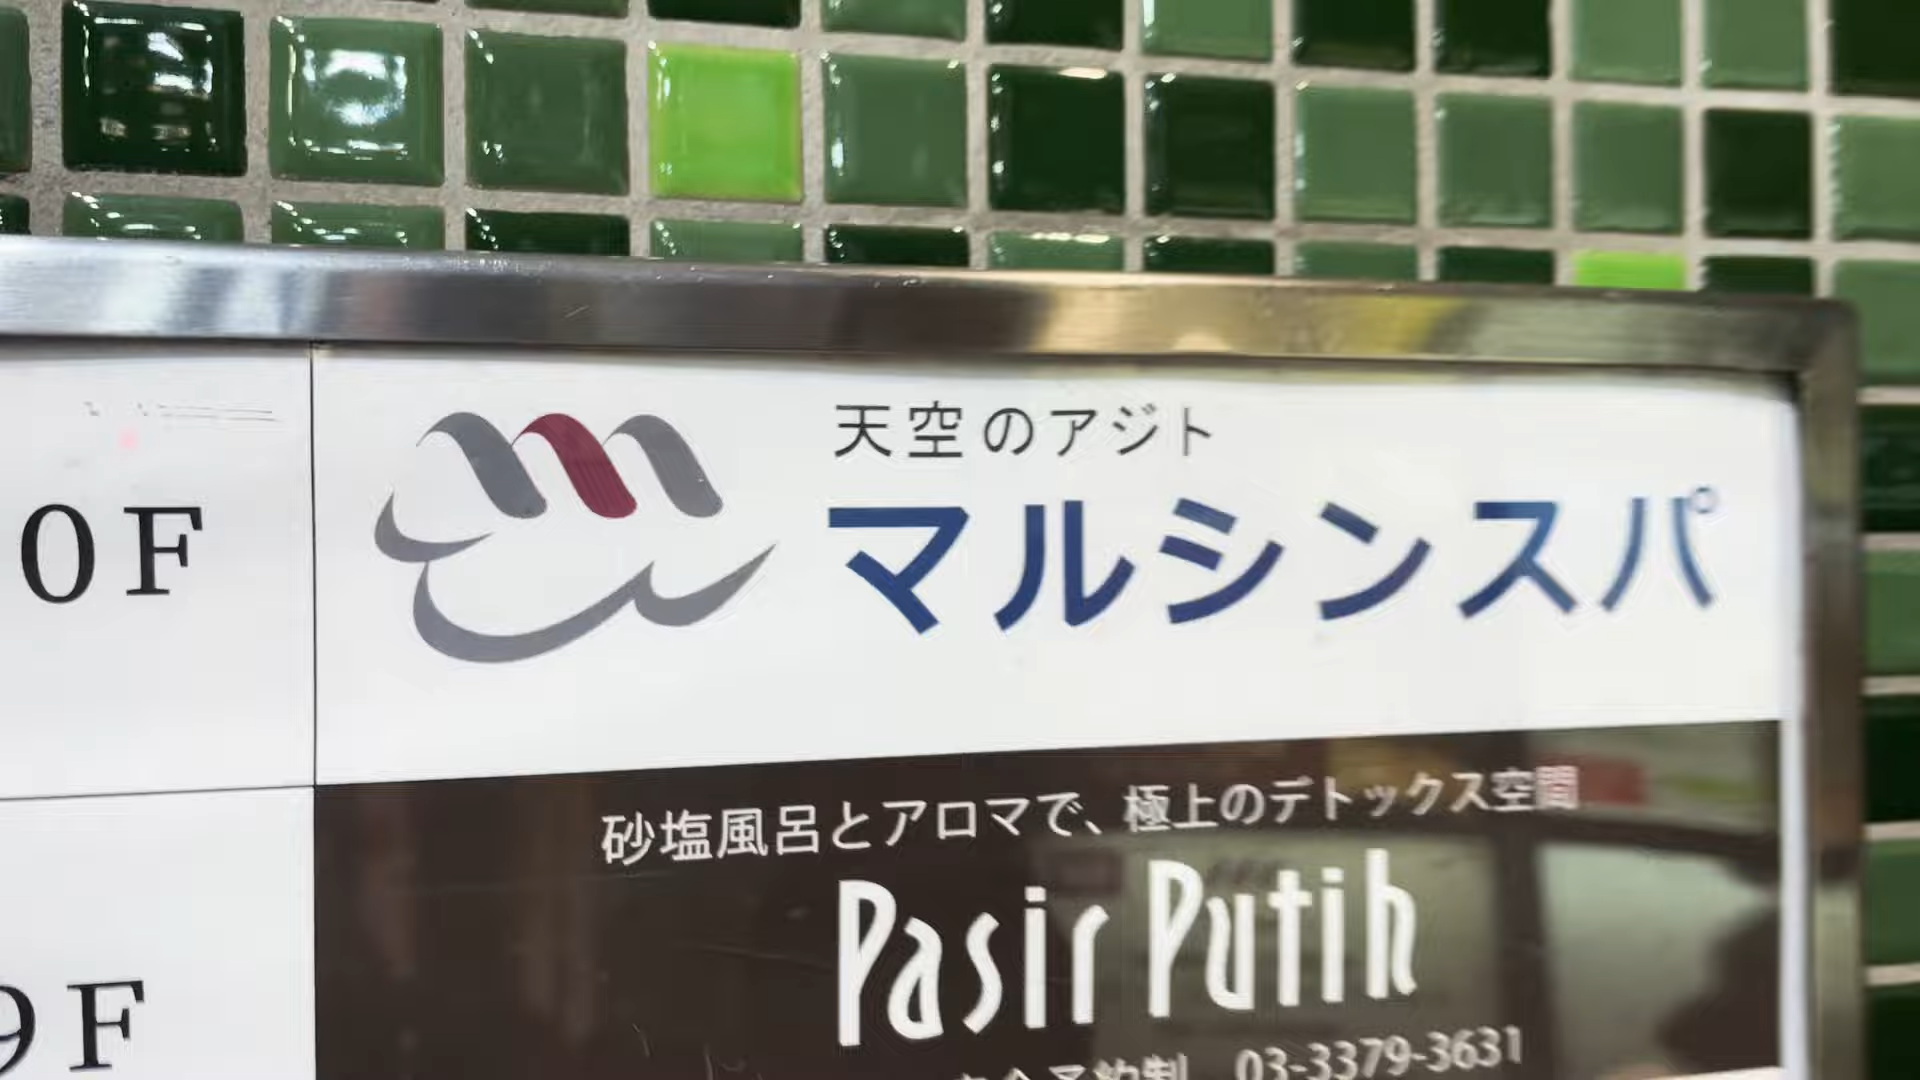 0F
天空のアジト
マルシンスパ
砂塩風呂とアロマで、極上のデトックス空間
Pasir Putih
9F
03-3379-3631